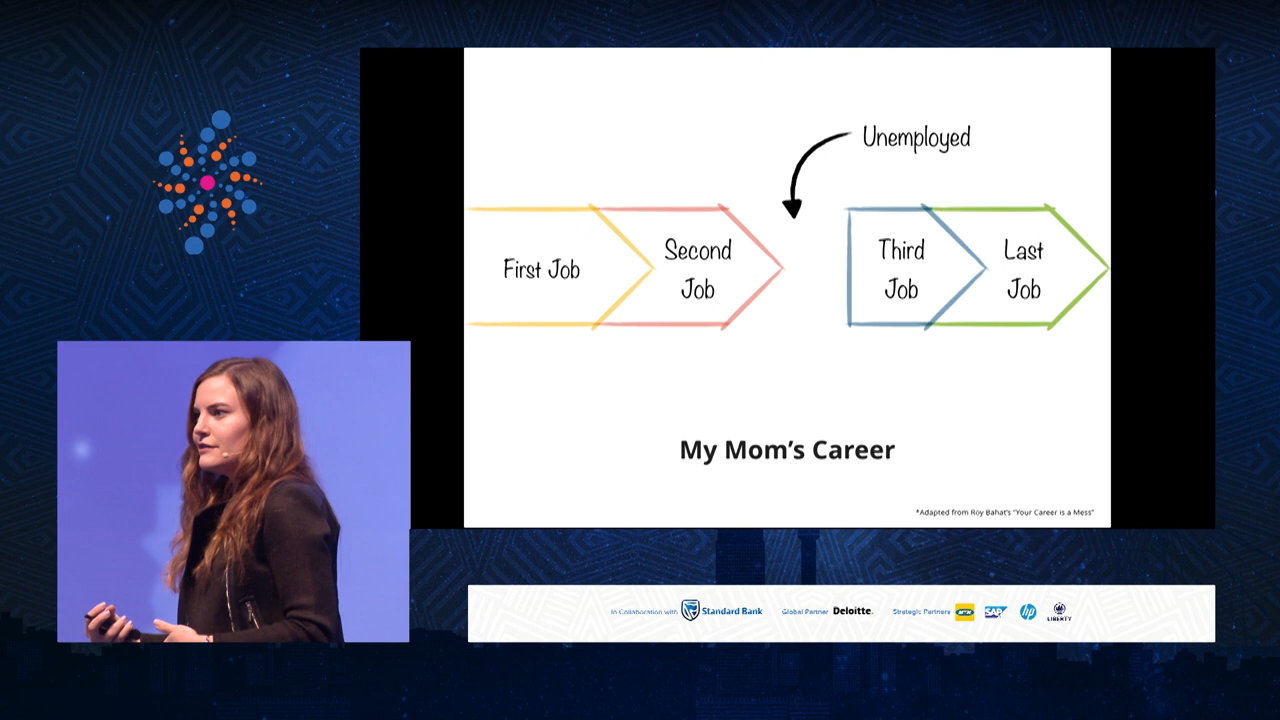 Unemployed
First Job
Second
Job
Third
Job
Last
Job
My Mom's Career
*Adapted from Roy Bahat's "Your Career is a Mess"
In Collaboration with Standard Bank Global Partner Deloitte. Strategic Partners MTN SAP hp LIBERTY